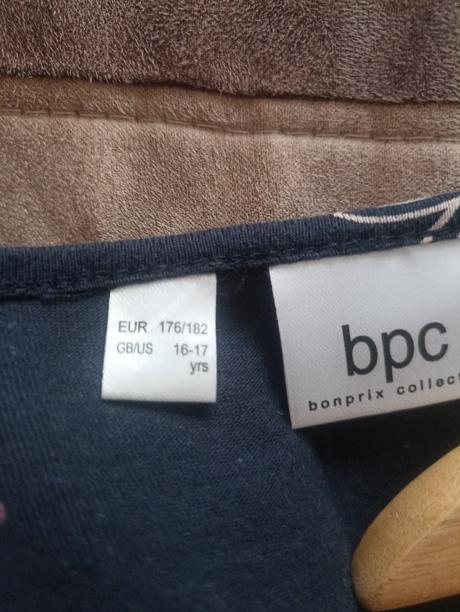 EUR 176/182
GB/US 16-17
yrs
bpc
bonprix collect